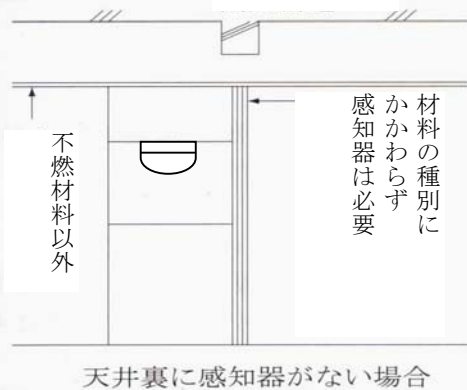 材料の種別に
かかわらず
感知器は必要
不燃材料以外
天井裏に感知器がない場合